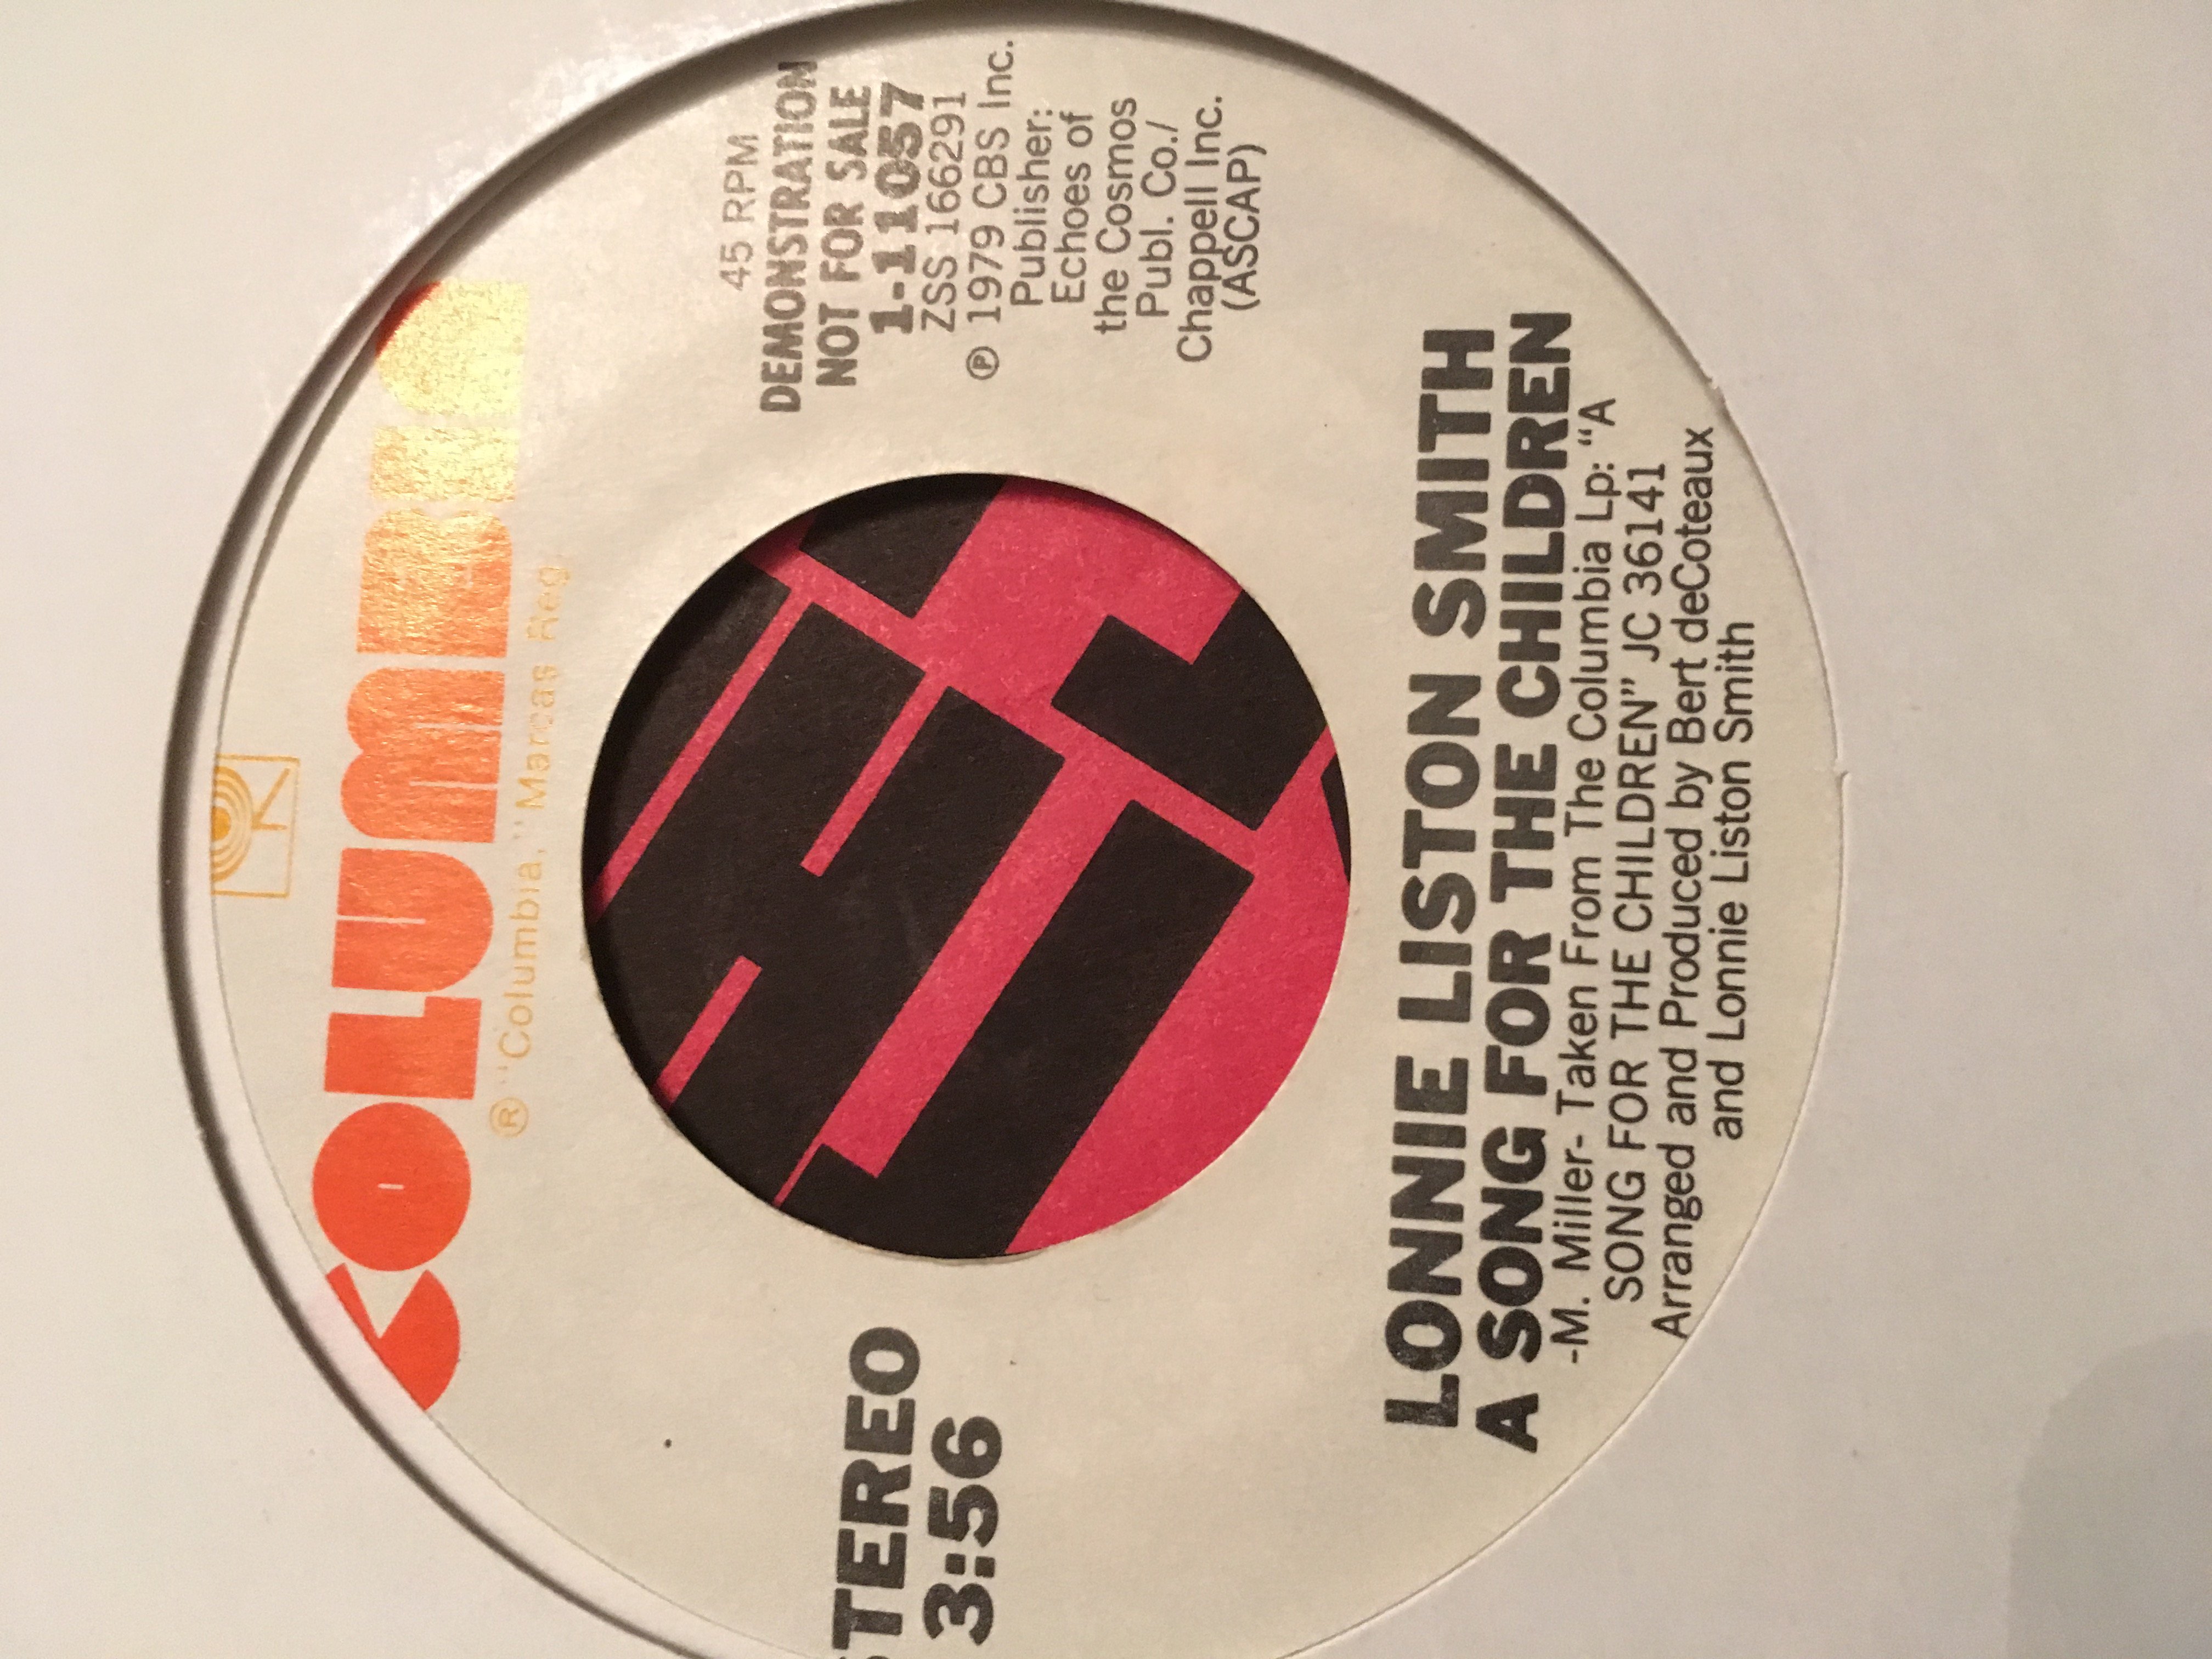 COLUMBIA
® "Columbia," Marcas Reg
STEREO
3:56
45 RPM
DEMONSTRATION
NOT FOR SALE
1-11057
ZSS 166291
℗ 1979 CBS Inc.
Publisher:
Echoes of
the Cosmos
Publ. Co./
Chappell Inc.
(ASCAP)
LONNIE LISTON SMITH
A SONG FOR THE CHILDREN
-M. Miller- Taken From The Columbia Lp: "A
SONG FOR THE CHILDREN" JC 36141
Arranged and Produced by Bert deCoteaux
and Lonnie Liston Smith